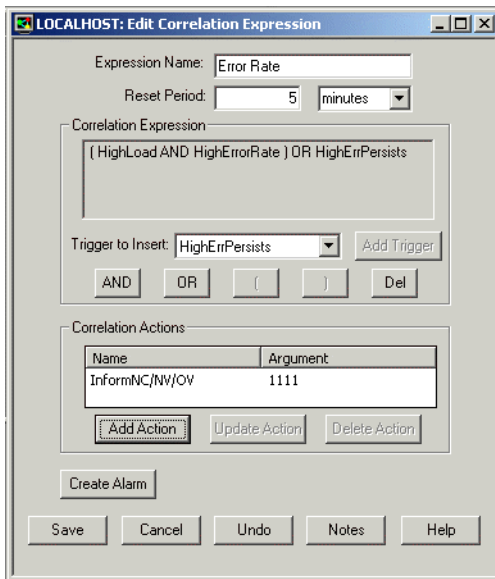 LOCALHOST: Edit Correlation Expression
Expression Name: Error Rate
Reset Period: 5 minutes
Correlation Expression
( HighLoad AND HighErrorRate ) OR HighErrPersists
Trigger to Insert: HighErrPersists Add Trigger
AND OR ( ) Del
Correlation Actions
Name Argument
InformNC/NV/OV 1111
Add Action Update Action Delete Action
Create Alarm
Save Cancel Undo Notes Help